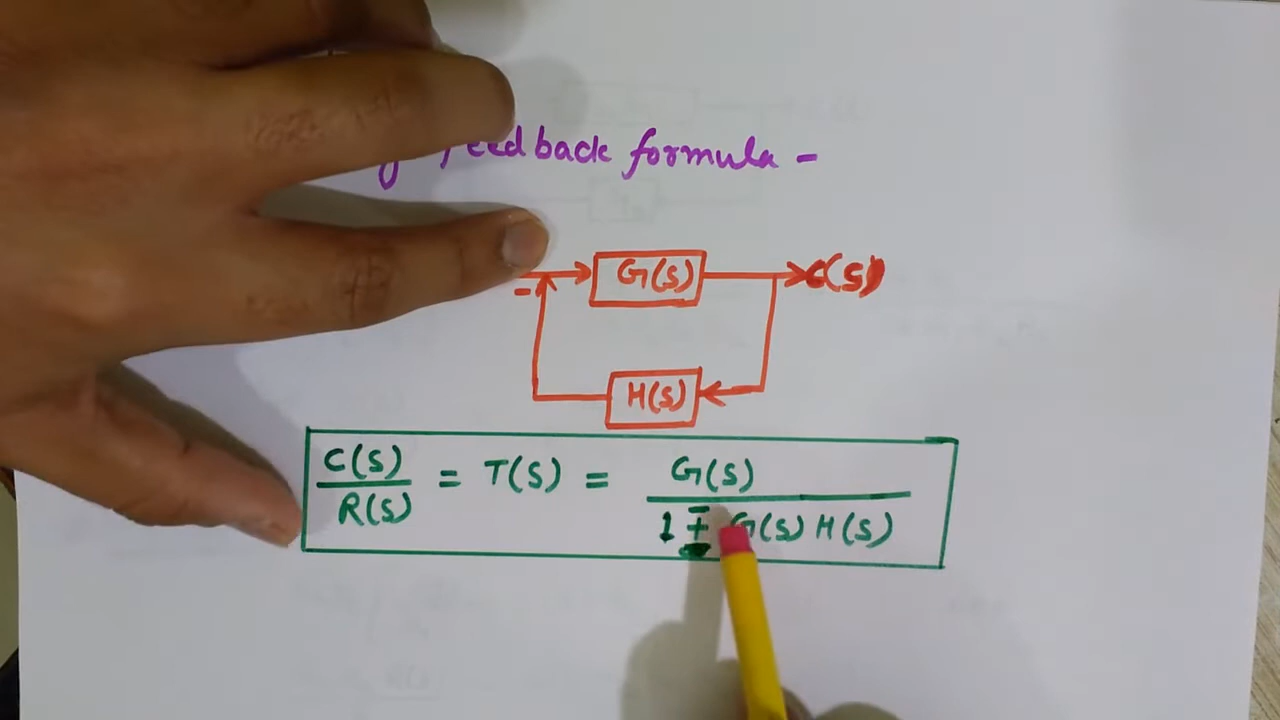 feedback formula -
G(s)
C(s)
-
H(s)
C(s)/R(s) = T(s) = G(s)/(1 ∓ G(s) H(s))